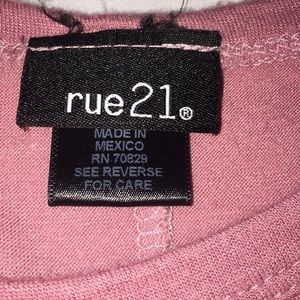 rue21®
MADE IN
MEXICO
RN 70829
SEE REVERSE
FOR CARE